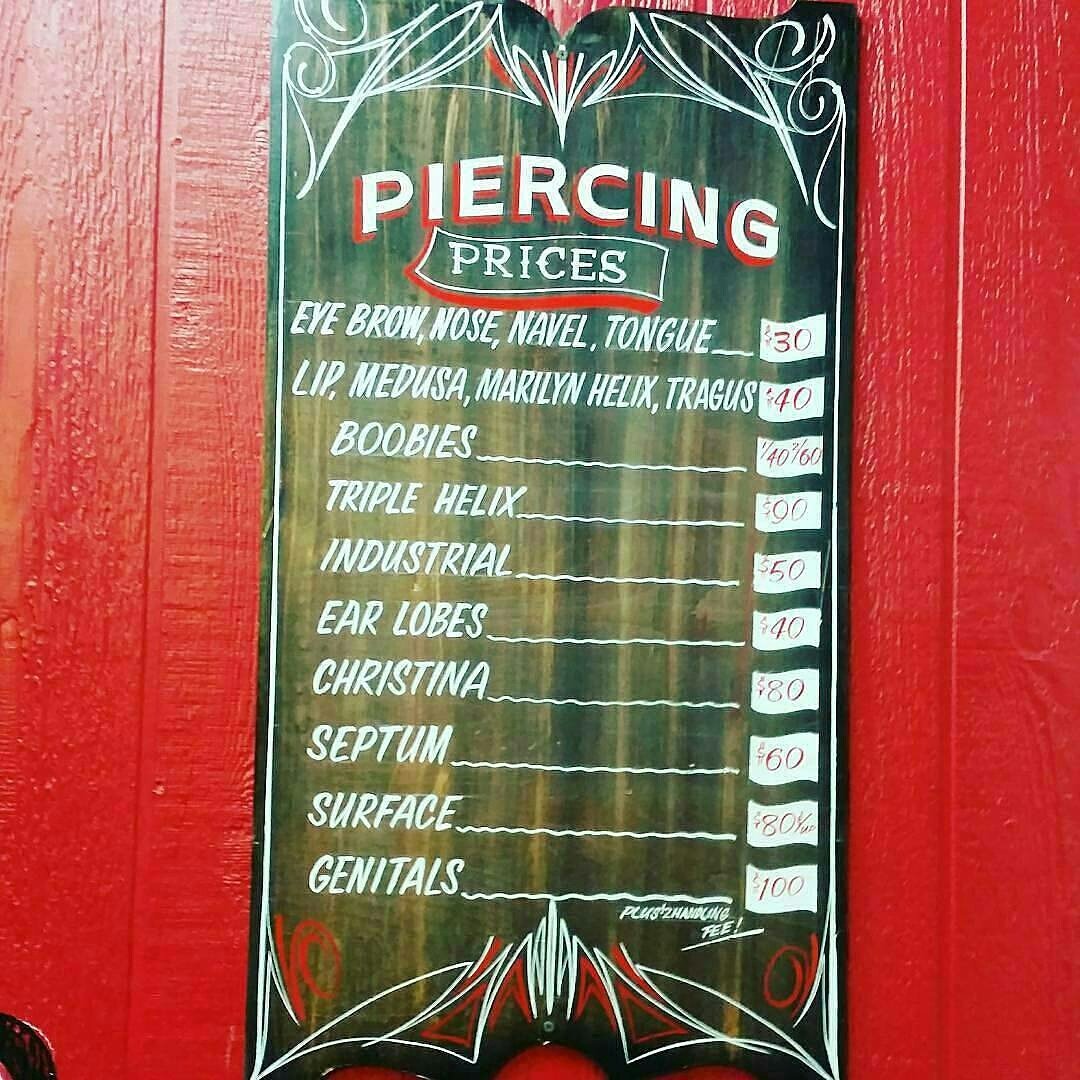 PIERCING
PRICES
EYE BROW, NOSE, NAVEL, TONGUE $30
LIP, MEDUSA, MARILYN HELIX, TRAGUS $40
BOOBIES 1/40 2/60
TRIPLE HELIX $90
INDUSTRIAL $50
EAR LOBES $40
CHRISTINA $80
SEPTUM $60
SURFACE $80 & UP
GENITALS $100
PLUS $2 HANDLING
FEE!